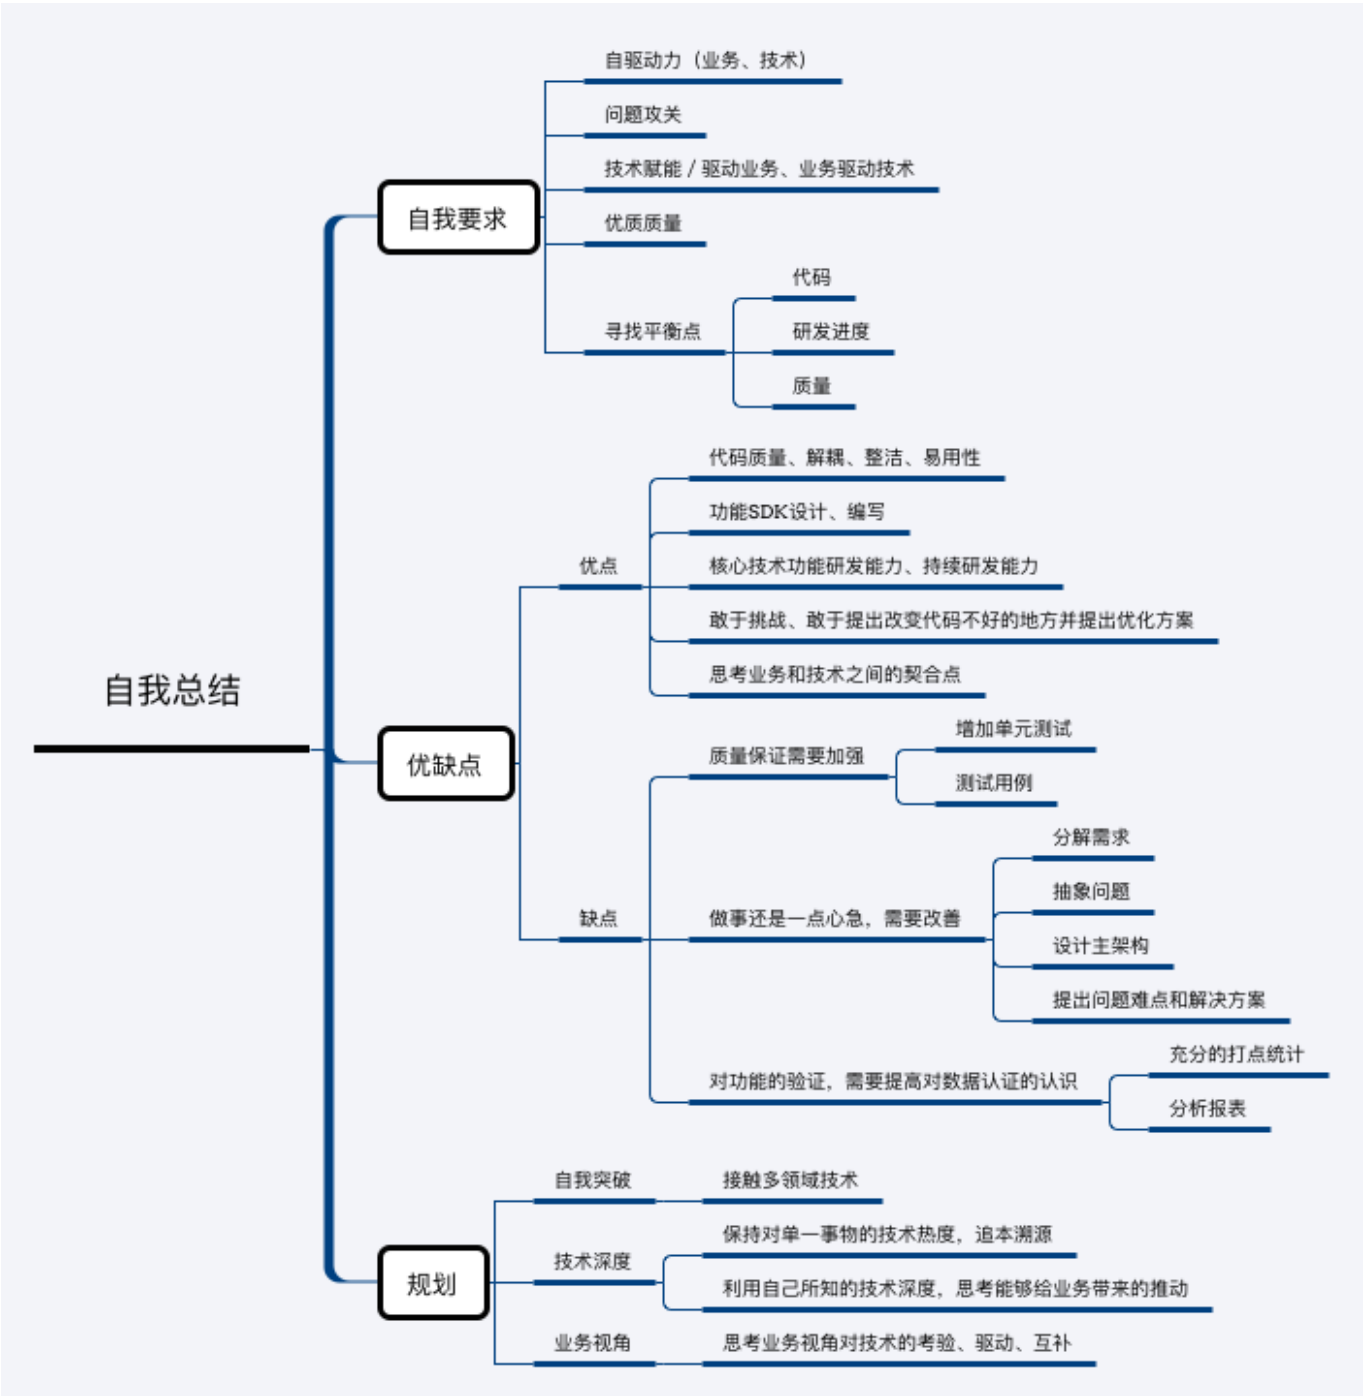 自我总结
自我要求
自驱动力（业务、技术）
问题攻关
技术赋能 / 驱动业务、业务驱动技术
优质质量
寻找平衡点
代码
研发进度
质量
优缺点
优点
代码质量、解耦、整洁、易用性
功能SDK设计、编写
核心技术功能研发能力、持续研发能力
敢于挑战、敢于提出改变代码不好的地方并提出优化方案
思考业务和技术之间的契合点
缺点
质量保证需要加强
增加单元测试
测试用例
做事还是一点心急，需要改善
分解需求
抽象问题
设计主架构
提出问题难点和解决方案
对功能的验证，需要提高对数据认证的认识
充分的打点统计
分析报表
规划
自我突破
接触多领域技术
技术深度
保持对单一事物的技术热度，追本溯源
利用自己所知的技术深度，思考能够给业务带来的推动
业务视角
思考业务视角对技术的考验、驱动、互补